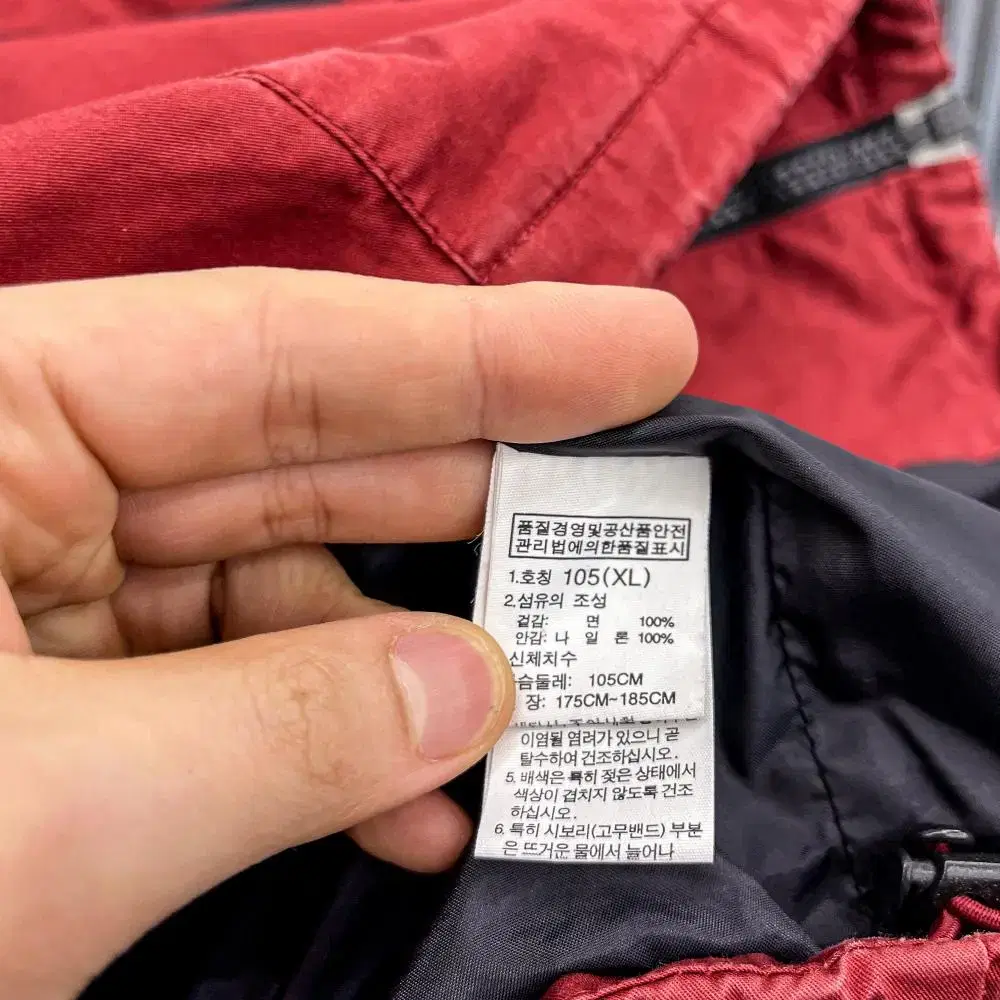 품질경영및공산품안전
관리법에의한품질표시
1.호칭 105(XL)
2.섬유의 조성
겉감: 면 100%
안감: 나 일 론 100%
신체치수
슴둘레: 105CM
장: 175CM~185CM
이염될 염려가 있으니 곧
탈수하여 건조하십시오.
5. 배색은 특히 젖은 상태에서
색상이 겹치지 않도록 건조
하십시오.
6. 특히 시보리(고무밴드) 부분
은 뜨거운 물에서 늘어나